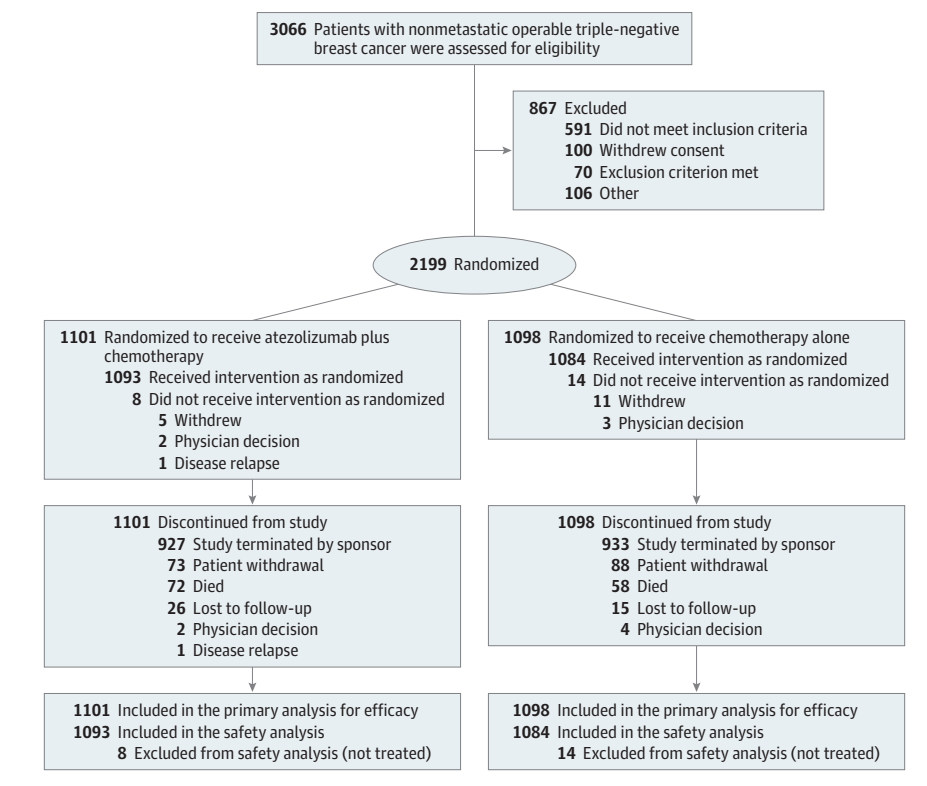 3066 Patients with nonmetastatic operable triple-negative
breast cancer were assessed for eligibility
867 Excluded
591 Did not meet inclusion criteria
100 Withdrew consent
70 Exclusion criterion met
106 Other
2199 Randomized
1101 Randomized to receive atezolizumab plus
chemotherapy
1093 Received intervention as randomized
8 Did not receive intervention as randomized
5 Withdrew
2 Physician decision
1 Disease relapse
1098 Randomized to receive chemotherapy alone
1084 Received intervention as randomized
14 Did not receive intervention as randomized
11 Withdrew
3 Physician decision
1101 Discontinued from study
927 Study terminated by sponsor
73 Patient withdrawal
72 Died
26 Lost to follow-up
2 Physician decision
1 Disease relapse
1098 Discontinued from study
933 Study terminated by sponsor
88 Patient withdrawal
58 Died
15 Lost to follow-up
4 Physician decision
1101 Included in the primary analysis for efficacy
1093 Included in the safety analysis
8 Excluded from safety analysis (not treated)
1098 Included in the primary analysis for efficacy
1084 Included in the safety analysis
14 Excluded from safety analysis (not treated)